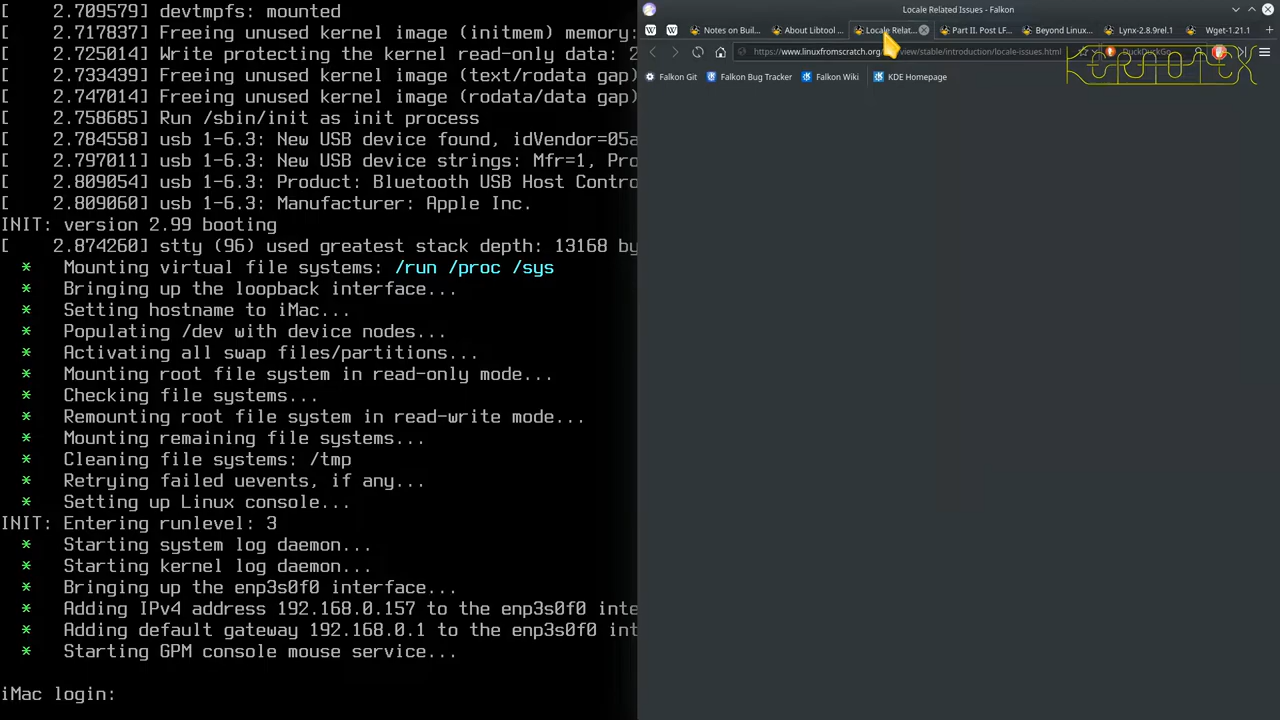 [    2.709579] devtmpfs: mounted
[    2.717837] Freeing unused kernel image (initmem) memory:
[    2.725014] Write protecting the kernel read-only data: 2
[    2.733439] Freeing unused kernel image (text/rodata gap)
[    2.747014] Freeing unused kernel image (rodata/data gap)
[    2.758685] Run /sbin/init as init process
[    2.784558] usb 1-6.3: New USB device found, idVendor=05a
[    2.797011] usb 1-6.3: New USB device strings: Mfr=1, Pro
[    2.809054] usb 1-6.3: Product: Bluetooth USB Host Contro
[    2.809060] usb 1-6.3: Manufacturer: Apple Inc.
INIT: version 2.99 booting
[    2.874260] stty (96) used greatest stack depth: 13168 by
 *   Mounting virtual file systems: /run /proc /sys
 *   Bringing up the loopback interface...
 *   Setting hostname to iMac...
 *   Populating /dev with device nodes...
 *   Activating all swap files/partitions...
 *   Mounting root file system in read-only mode...
 *   Checking file systems...
 *   Remounting root file system in read-write mode...
 *   Mounting remaining file systems...
 *   Cleaning file systems: /tmp
 *   Retrying failed uevents, if any...
 *   Setting up Linux console...
INIT: Entering runlevel: 3
 *   Starting system log daemon...
 *   Starting kernel log daemon...
 *   Bringing up the enp3s0f0 interface...
 *   Adding IPv4 address 192.168.0.157 to the enp3s0f0 inte
 *   Adding default gateway 192.168.0.1 to the enp3s0f0 int
 *   Starting GPM console mouse service...
iMac login:
Locale Related Issues - Falkon
W W Notes on Buil... About Libtool ... Locale Relat... Part II. Post LF... Beyond Linux... Lynx-2.8.9rel.1 Wget-1.21.1
https://www.linuxfromscratch.org/ view/stable/introduction/locale-issues.html DuckDuckGo
Falkon Git Falkon Bug Tracker Falkon Wiki KDE Homepage